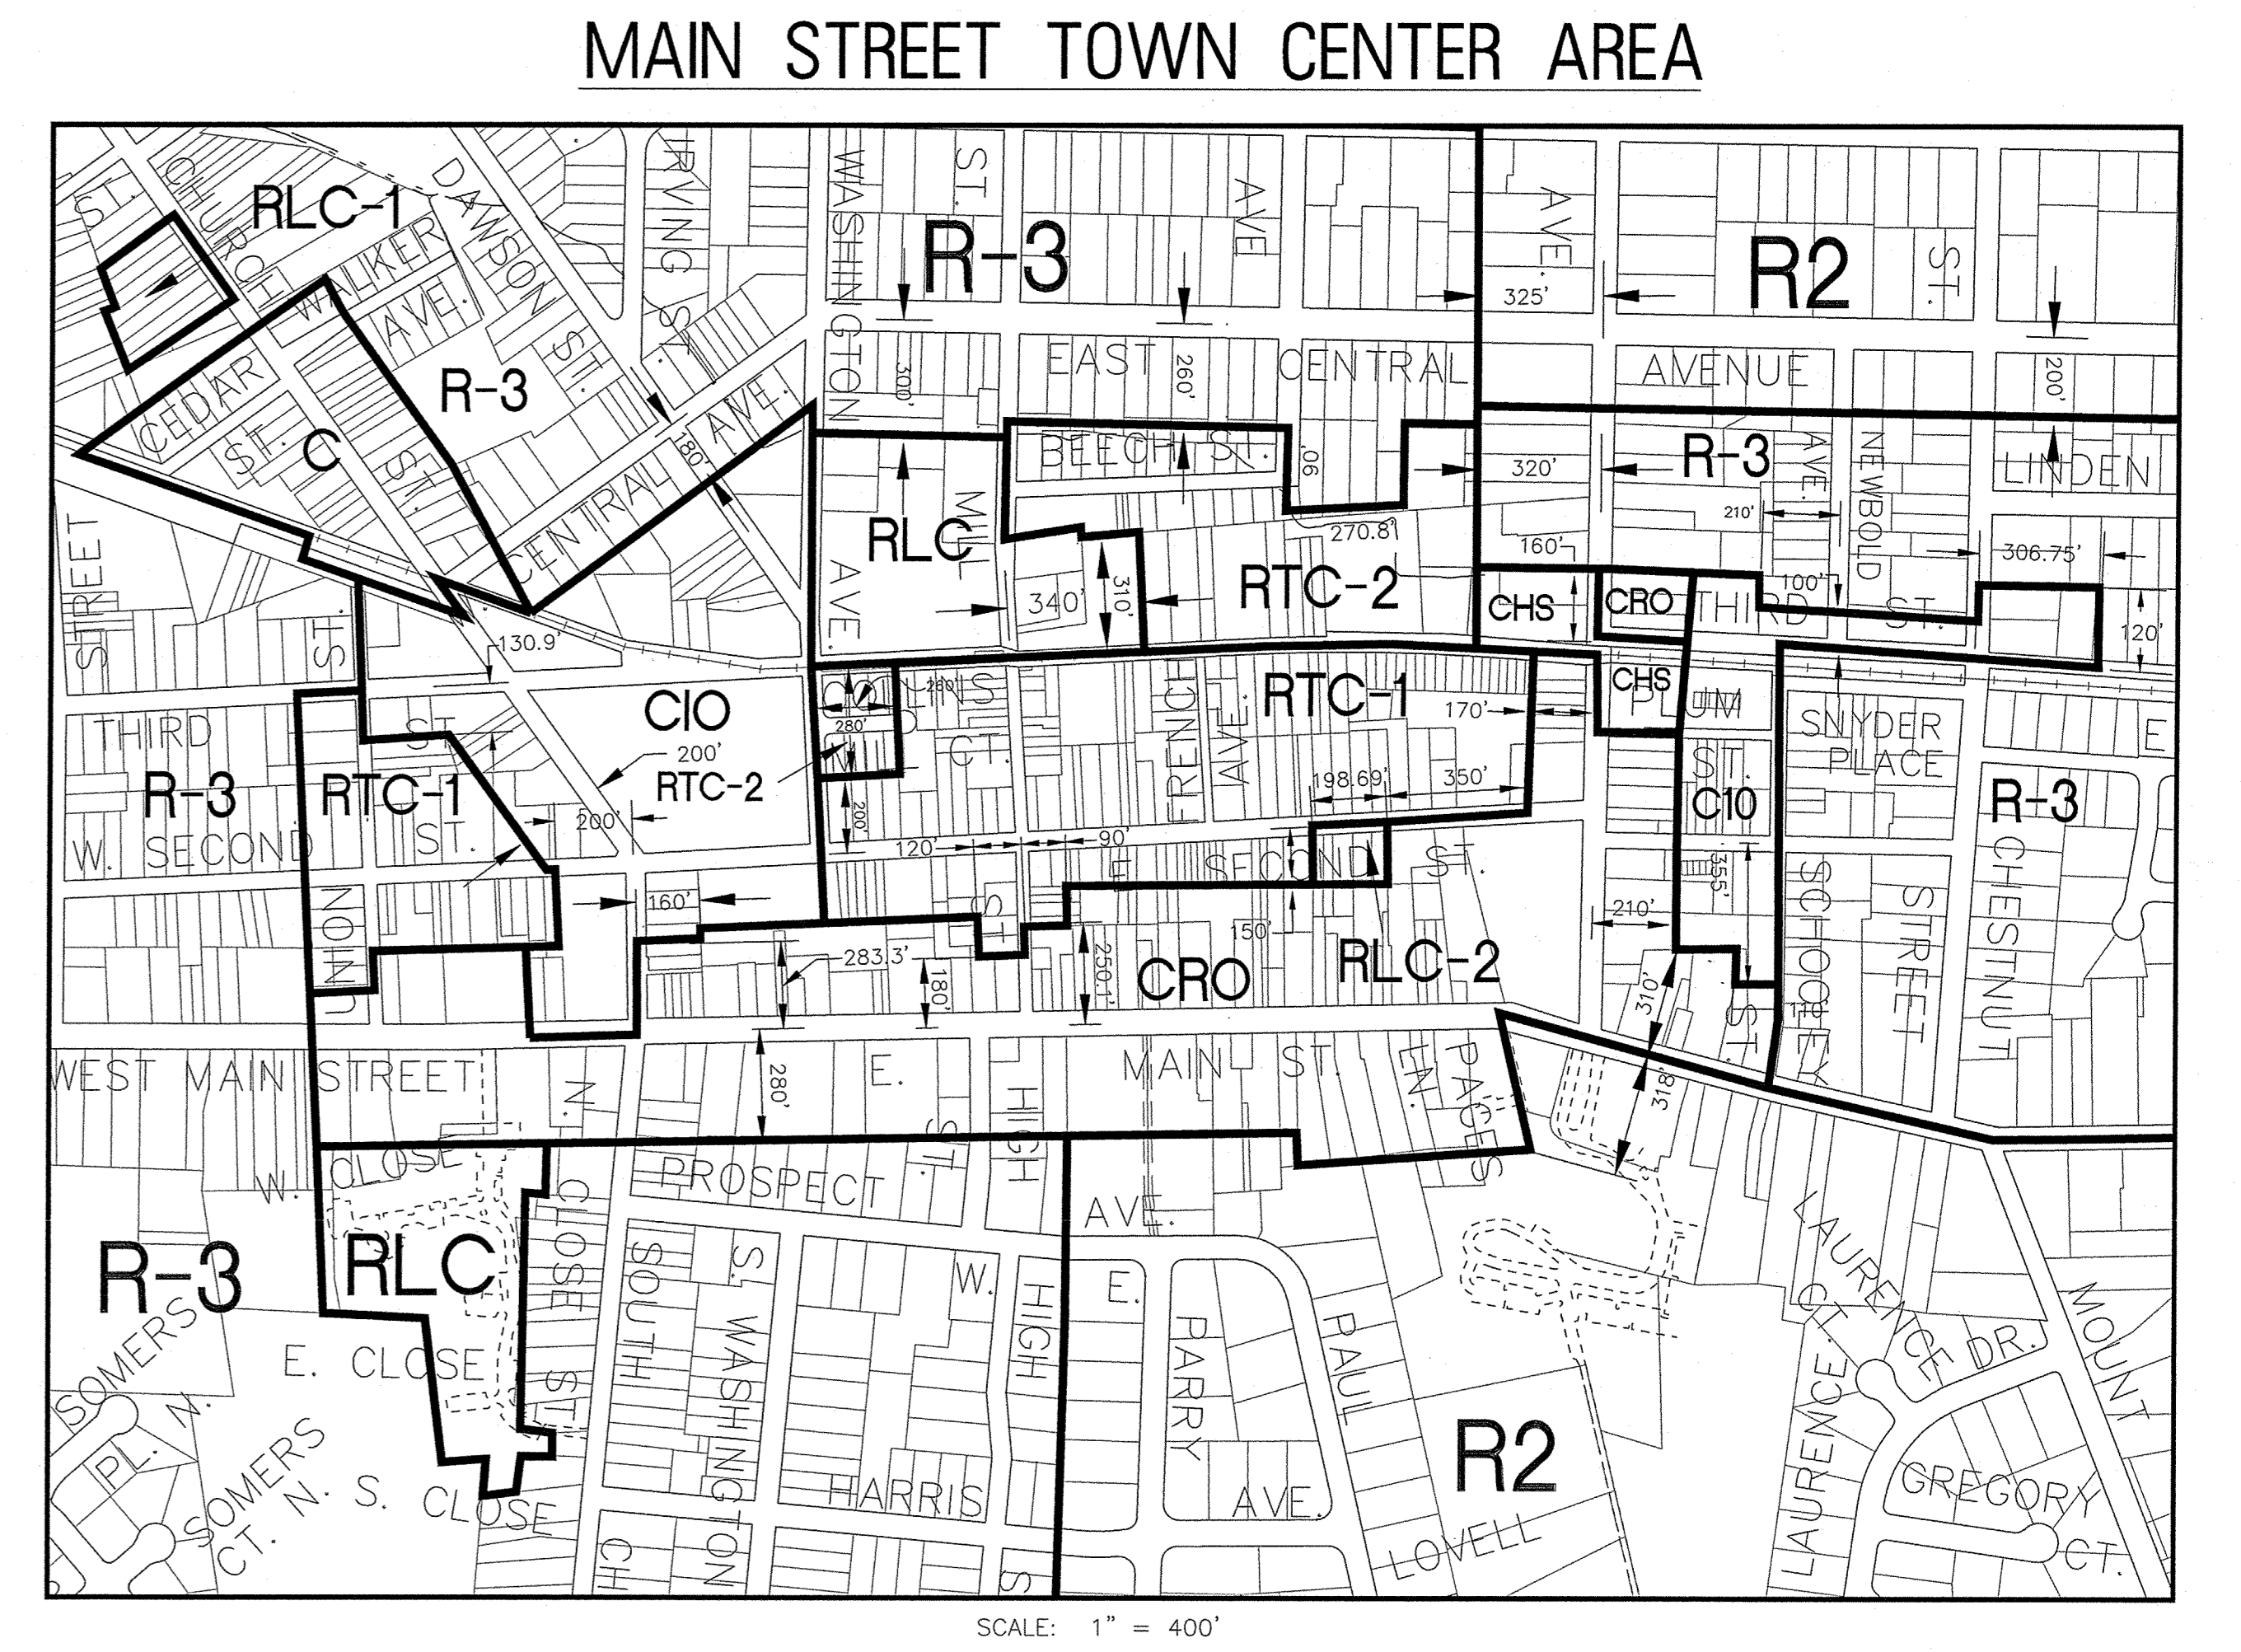 MAIN STREET TOWN CENTER AREA
ST.
CHURCH
RLC-1
WALKER
AVE.
DAWSON
ST.
IRVING ST.
WASHINGTON
AVE.
ST.
R-3
AVE
AVE.
325'
R2
ST.
300'
EAST
260'
CENTRAL
AVENUE
200'
CEDAR
ST.
C
ST.
R-3
180'
CENTRAL AVE.
RLC
MILL
BEECH ST.
90'
320'
R-3
AVE.
NEWBOLD
LINDEN
210'
270.8'
160'
306.75'
STREET
ST.
130.9'
340'
310'
RTC-2
CHS
CRO
THIRD
100'
ST.
120'
THIRD
ST.
CIO
200'
RTC-2
COLLINS
260'
280'
CT.
FRENCH
AVE.
RTC-1
170'
CHS
PLUM
ST.
SNYDER
PLACE
E
R-3
RTC-1
198.69'
350'
C10
R-3
W. SECOND
ST.
200'
200'
120'
90'
E
SECOND
ST.
355'
SCHOOLEY
STREET
CHESTNUT
UNION
160'
ST
283.3'
180'
250.1'
CRO
150'
RLC-2
210'
310'
ST.
WEST MAIN STREET
N.
280'
E.
MAIN
ST.
LN.
PACES
318'
W.
CLOSE
PROSPECT
ST.
HIGH
AVE.
R-3
RLC
CLOSE
ST.
SOUTH
S.
WASHINGTON
W.
HIGH
E.
PARRY
PAUL
LAURENCE
CT.
DR.
MOUNT
SOMERS
PL.
N.
E. CLOSE
SOMERS
CT.
N.
S. CLOSE
HARRIS
AVE.
R2
LOVELL
LAURENCE
GREGORY
CT.
CH
S
SCALE: 1" = 400'